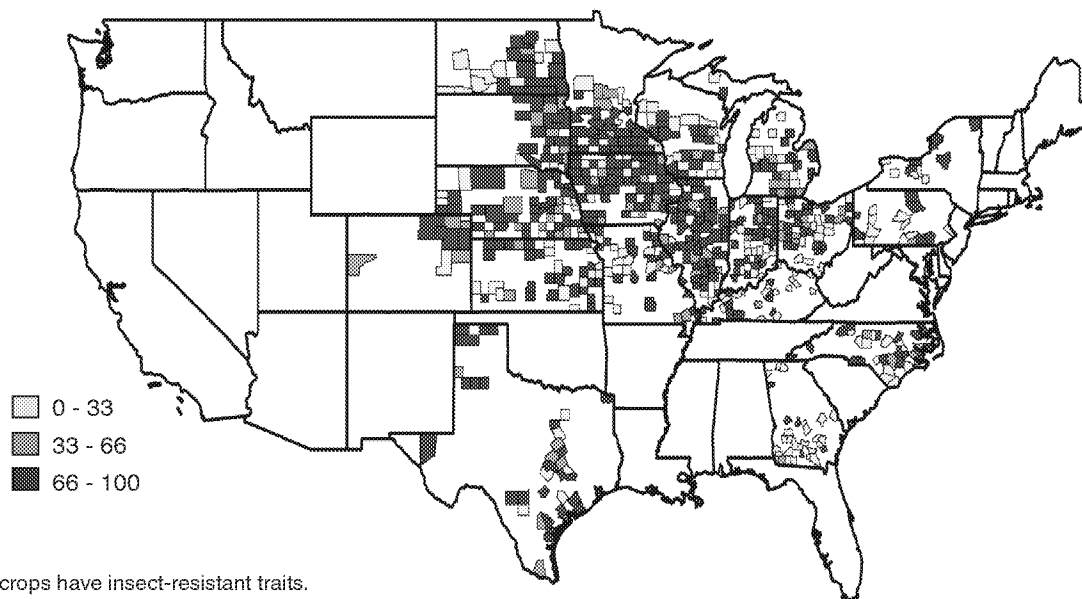 0 - 33
33 - 66
66 - 100
crops have insect-resistant traits.